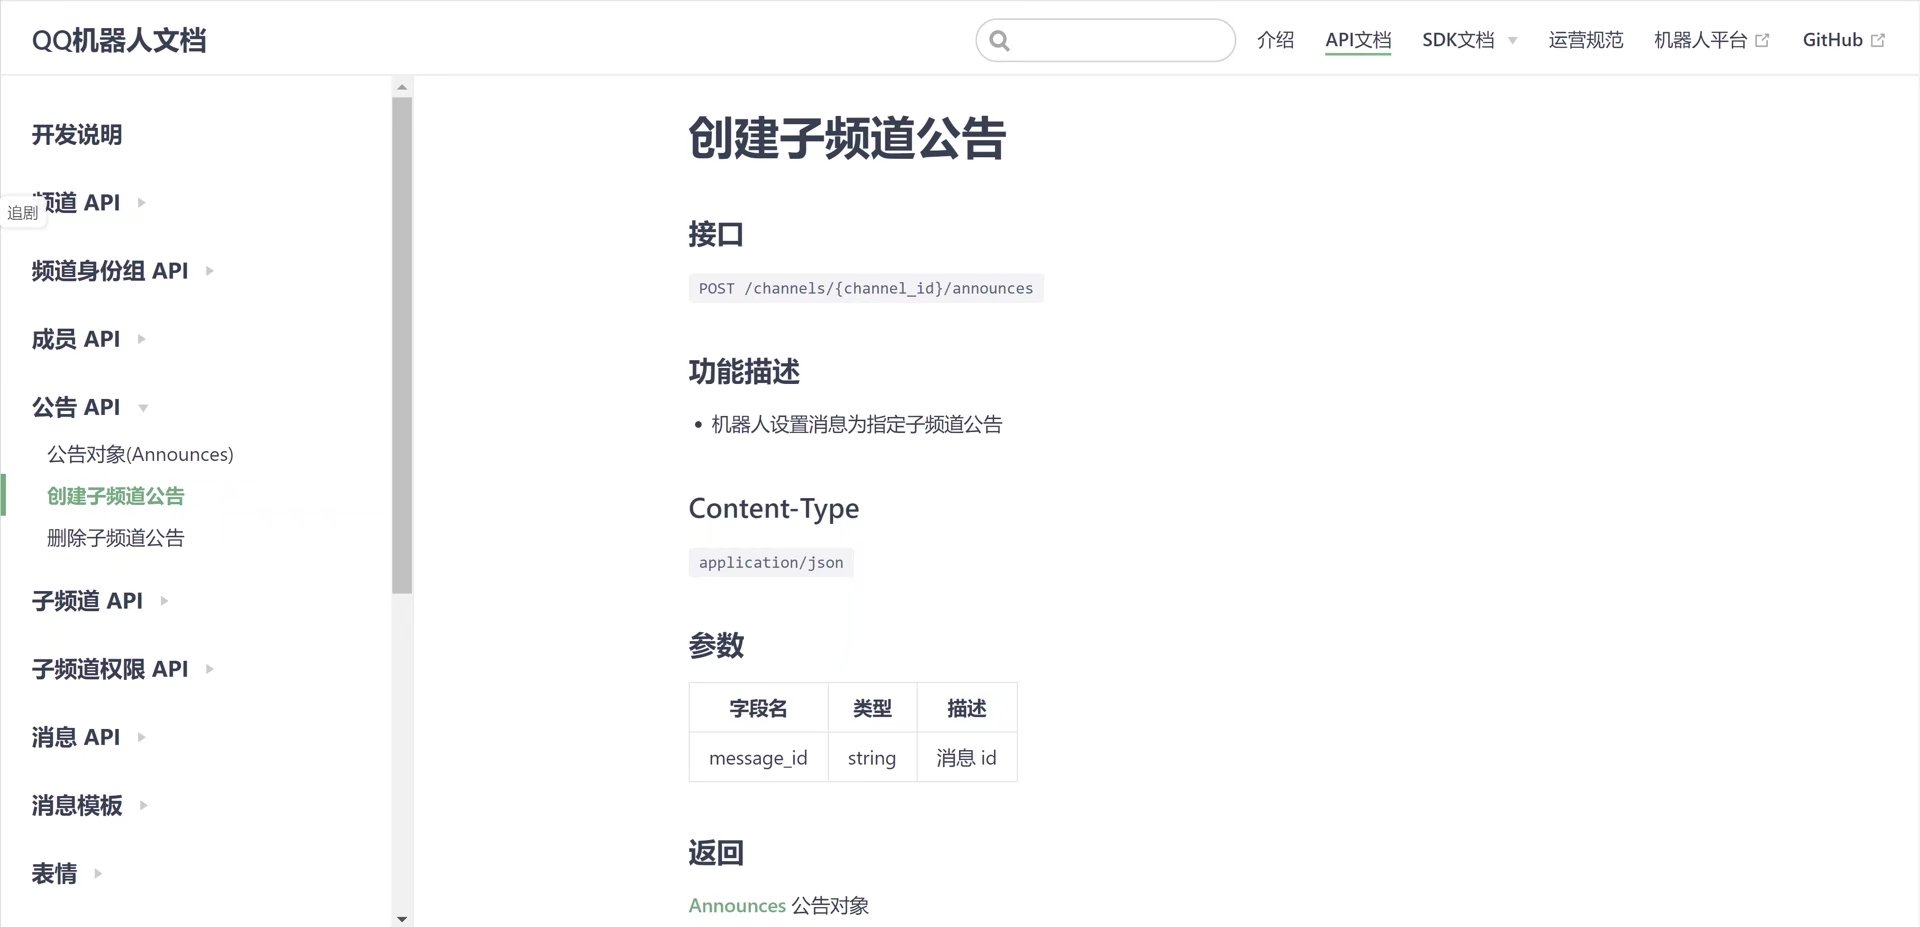 QQ机器人文档
介绍
API文档
SDK文档
运营规范
机器人平台
GitHub
开发说明
频道 API
追剧
频道身份组 API
成员 API
公告 API
公告对象(Announces)
创建子频道公告
删除子频道公告
子频道 API
子频道权限 API
消息 API
消息模板
表情
创建子频道公告
接口
POST /channels/{channel_id}/announces
功能描述
• 机器人设置消息为指定子频道公告
Content-Type
application/json
参数
字段名 类型 描述
message_id string 消息 id
返回
Announces 公告对象